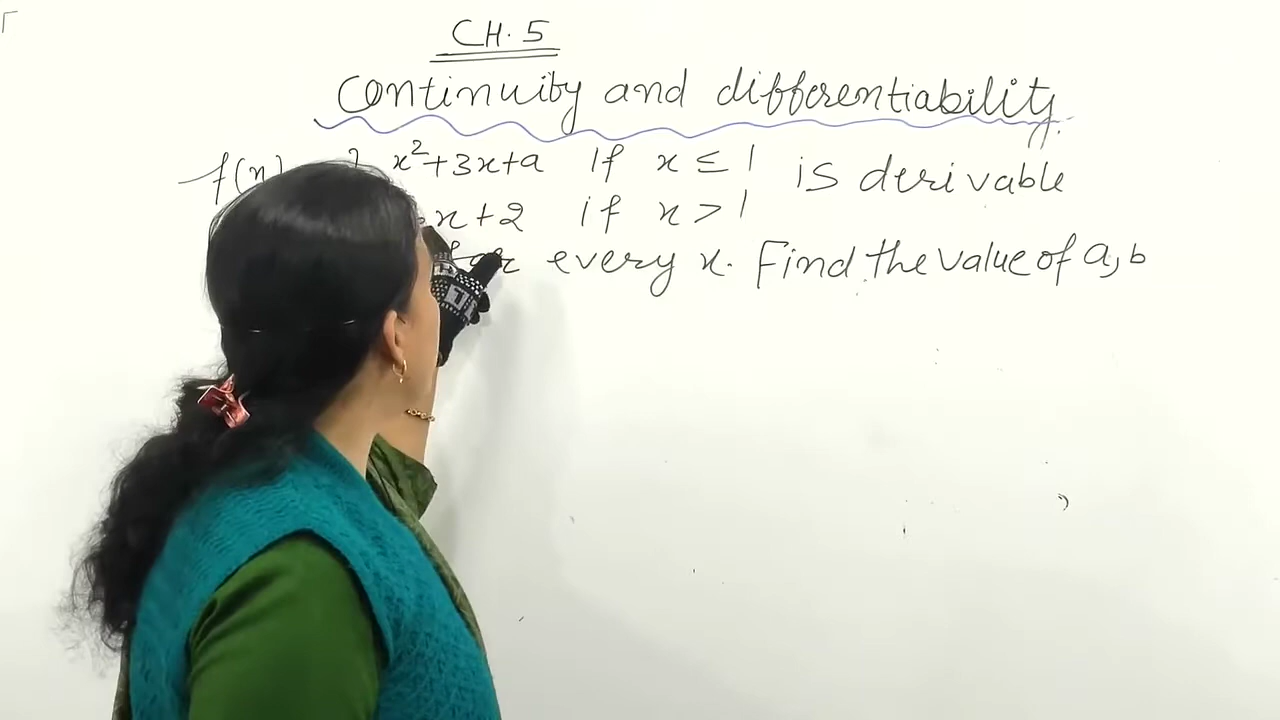 CH. 5
Continuity and differentiability
f(x) x²+3x+a If x ≤ 1 is derivable
x+2 if x > 1
for every x. Find the value of a, b